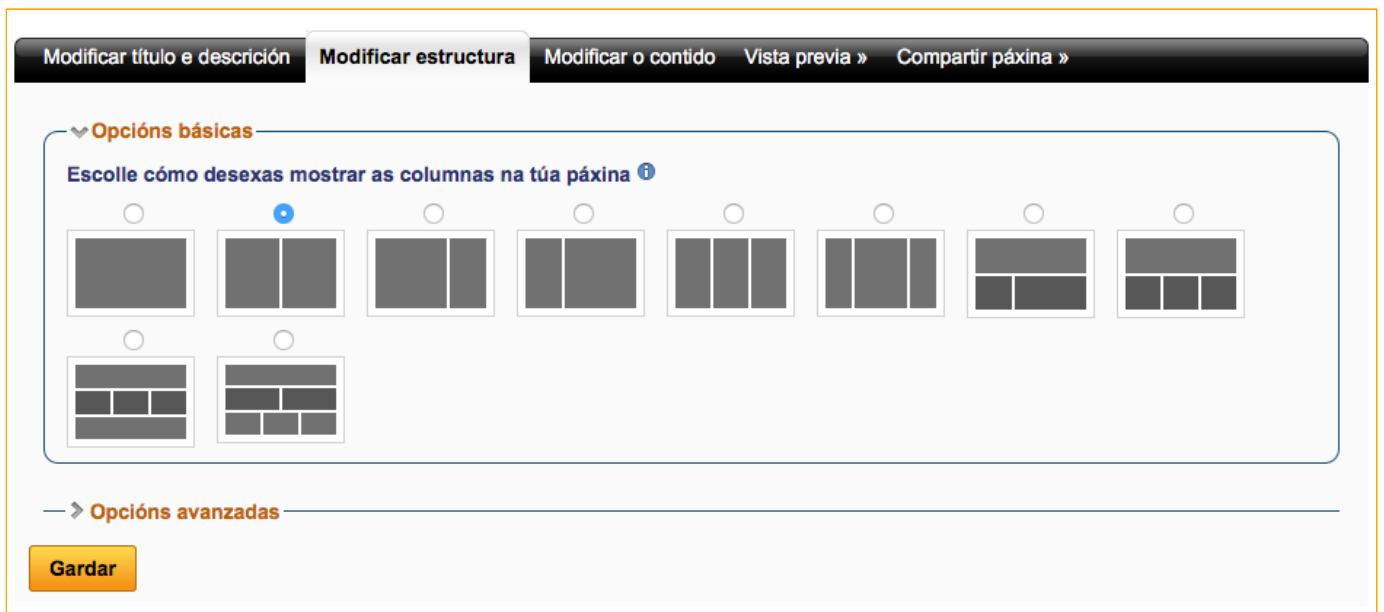 Modificar título e descrición Modificar estructura Modificar o contido Vista previa » Compartir páxina »
Opcións básicas
Escolle cómo desexas mostrar as columnas na túa páxina
Opcións avanzadas
Gardar